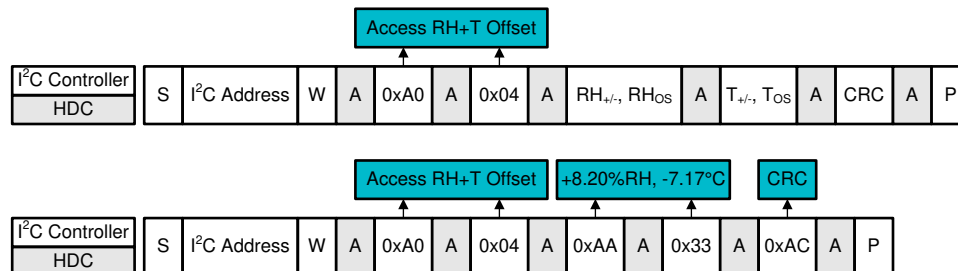 Access RH+T Offset
I²C Controller
HDC
S I²C Address W A 0xA0 A 0x04 A RH+/-, RHOS A T+/-, TOS A CRC A P
Access RH+T Offset +8.20%RH, -7.17°C CRC
I²C Controller
HDC
S I²C Address W A 0xA0 A 0x04 A 0xAA A 0x33 A 0xAC A P